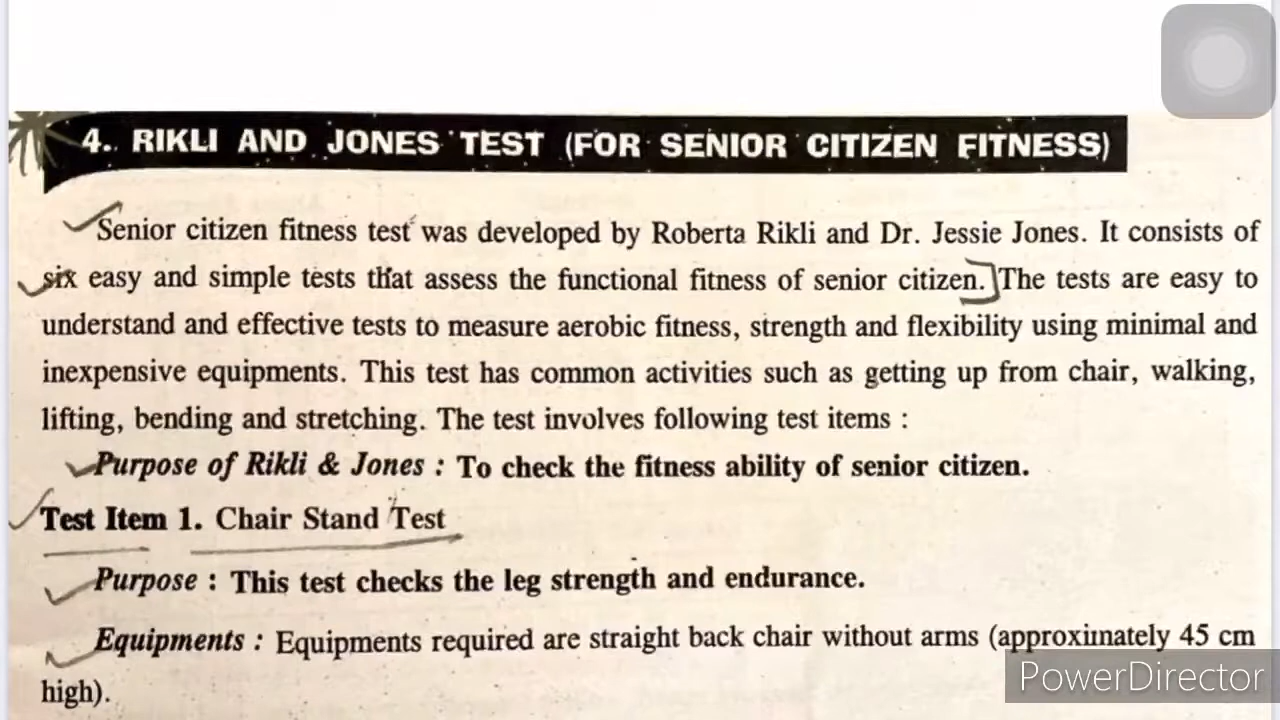 4. RIKLI AND JONES TEST (FOR SENIOR CITIZEN FITNESS)
Senior citizen fitness test was developed by Roberta Rikli and Dr. Jessie Jones. It consists of
six easy and simple tests that assess the functional fitness of senior citizen. The tests are easy to
understand and effective tests to measure aerobic fitness, strength and flexibility using minimal and
inexpensive equipments. This test has common activities such as getting up from chair, walking,
lifting, bending and stretching. The test involves following test items :
Purpose of Rikli & Jones : To check the fitness ability of senior citizen.
Test Item 1. Chair Stand Test
Purpose : This test checks the leg strength and endurance.
Equipments : Equipments required are straight back chair without arms (approximately 45 cm
high).
PowerDirector